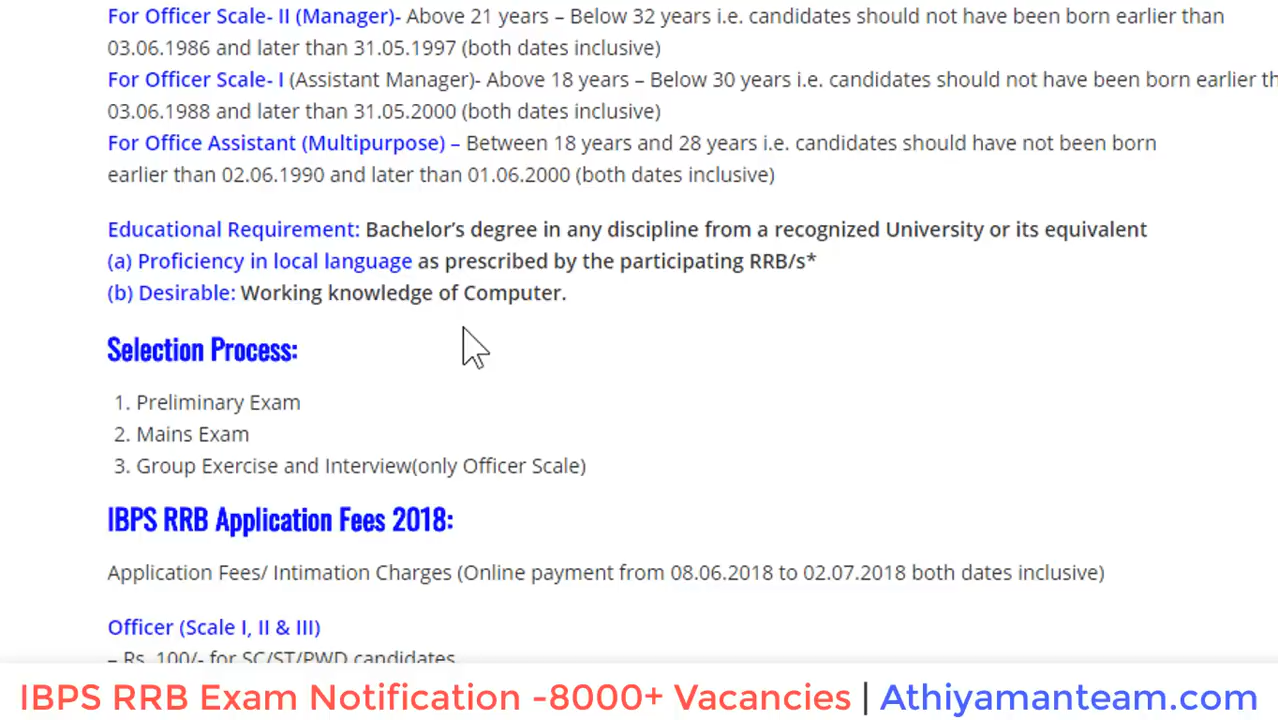 For Officer Scale- II (Manager)- Above 21 years – Below 32 years i.e. candidates should not have been born earlier than
03.06.1986 and later than 31.05.1997 (both dates inclusive)
For Officer Scale- I (Assistant Manager)- Above 18 years – Below 30 years i.e. candidates should not have been born earlier th
03.06.1988 and later than 31.05.2000 (both dates inclusive)
For Office Assistant (Multipurpose) – Between 18 years and 28 years i.e. candidates should have not been born
earlier than 02.06.1990 and later than 01.06.2000 (both dates inclusive)
Educational Requirement: Bachelor's degree in any discipline from a recognized University or its equivalent
(a) Proficiency in local language as prescribed by the participating RRB/s*
(b) Desirable: Working knowledge of Computer.
Selection Process:
1. Preliminary Exam
2. Mains Exam
3. Group Exercise and Interview(only Officer Scale)
IBPS RRB Application Fees 2018:
Application Fees/ Intimation Charges (Online payment from 08.06.2018 to 02.07.2018 both dates inclusive)
Officer (Scale I, II & III)
– Rs. 100/- for SC/ST/PWD candidates
IBPS RRB Exam Notification -8000+ Vacancies | Athiyamanteam.com